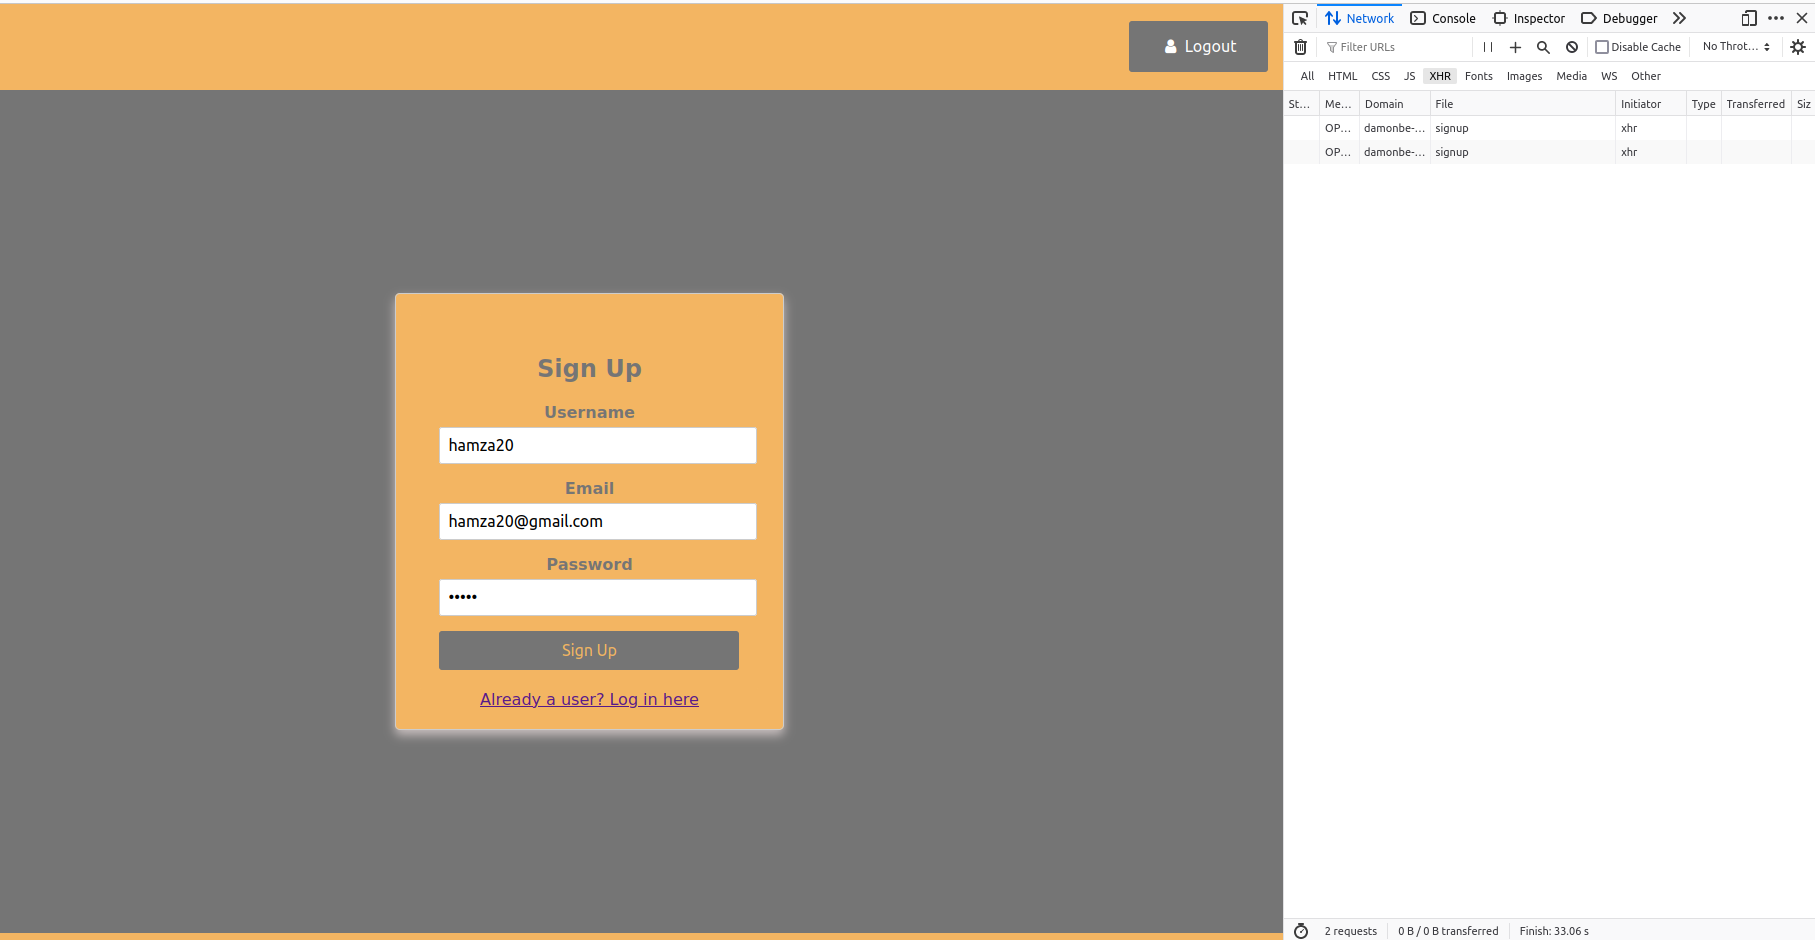 Logout
Sign Up
Username
hamza20
Email
hamza20@gmail.com
Password
•••••
Sign Up
Already a user? Log in here
Network Console Inspector Debugger
Filter URLs Disable Cache No Throt...
All HTML CSS JS XHR Fonts Images Media WS Other
St... Me... Domain File Initiator Type Transferred Siz
OP... damonbe-... signup xhr
OP... damonbe-... signup xhr
2 requests 0 B / 0 B transferred Finish: 33.06 s